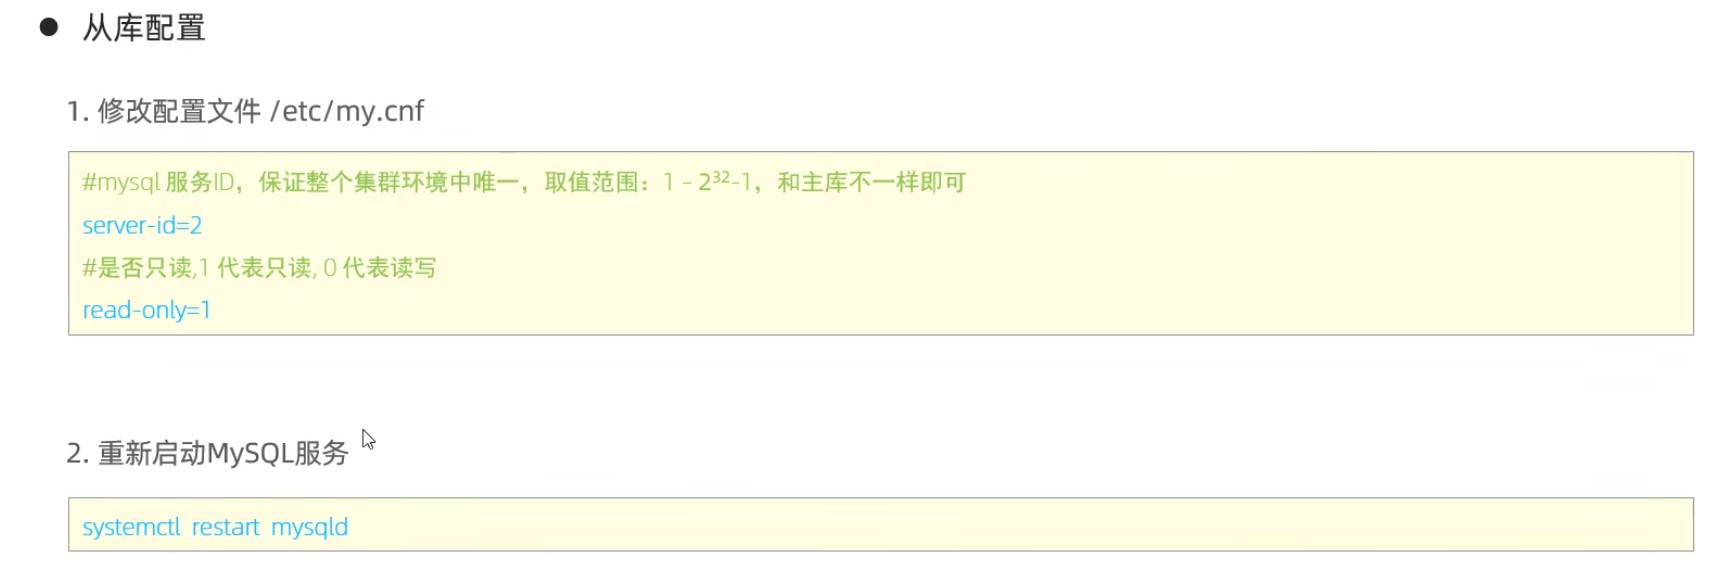 ● 从库配置
1. 修改配置文件 /etc/my.cnf
#mysql 服务ID，保证整个集群环境中唯一，取值范围：1 – 2³²-1，和主库不一样即可
server-id=2
#是否只读,1 代表只读, 0 代表读写
read-only=1
2. 重新启动MySQL服务
systemctl restart mysqld